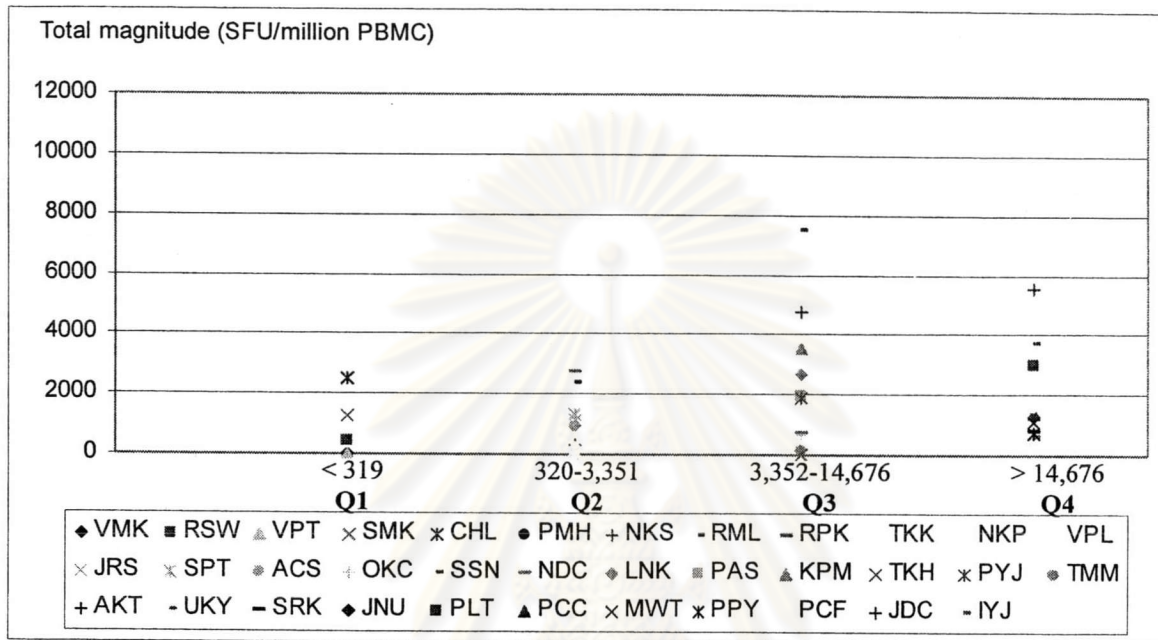 Total magnitude (SFU/million PBMC)
12000
10000
8000
6000
4000
2000
0
< 319 320-3,351 3,352-14,676 > 14,676
Q1 Q2 Q3 Q4
VMK RSW VPT SMK CHL PMH NKS RML RPK TKK NKP VPL
JRS SPT ACS OKC SSN NDC LNK PAS KPM TKH PYJ TMM
AKT UKY SRK JNU PLT PCC MWT PPY PCF JDC IYJ